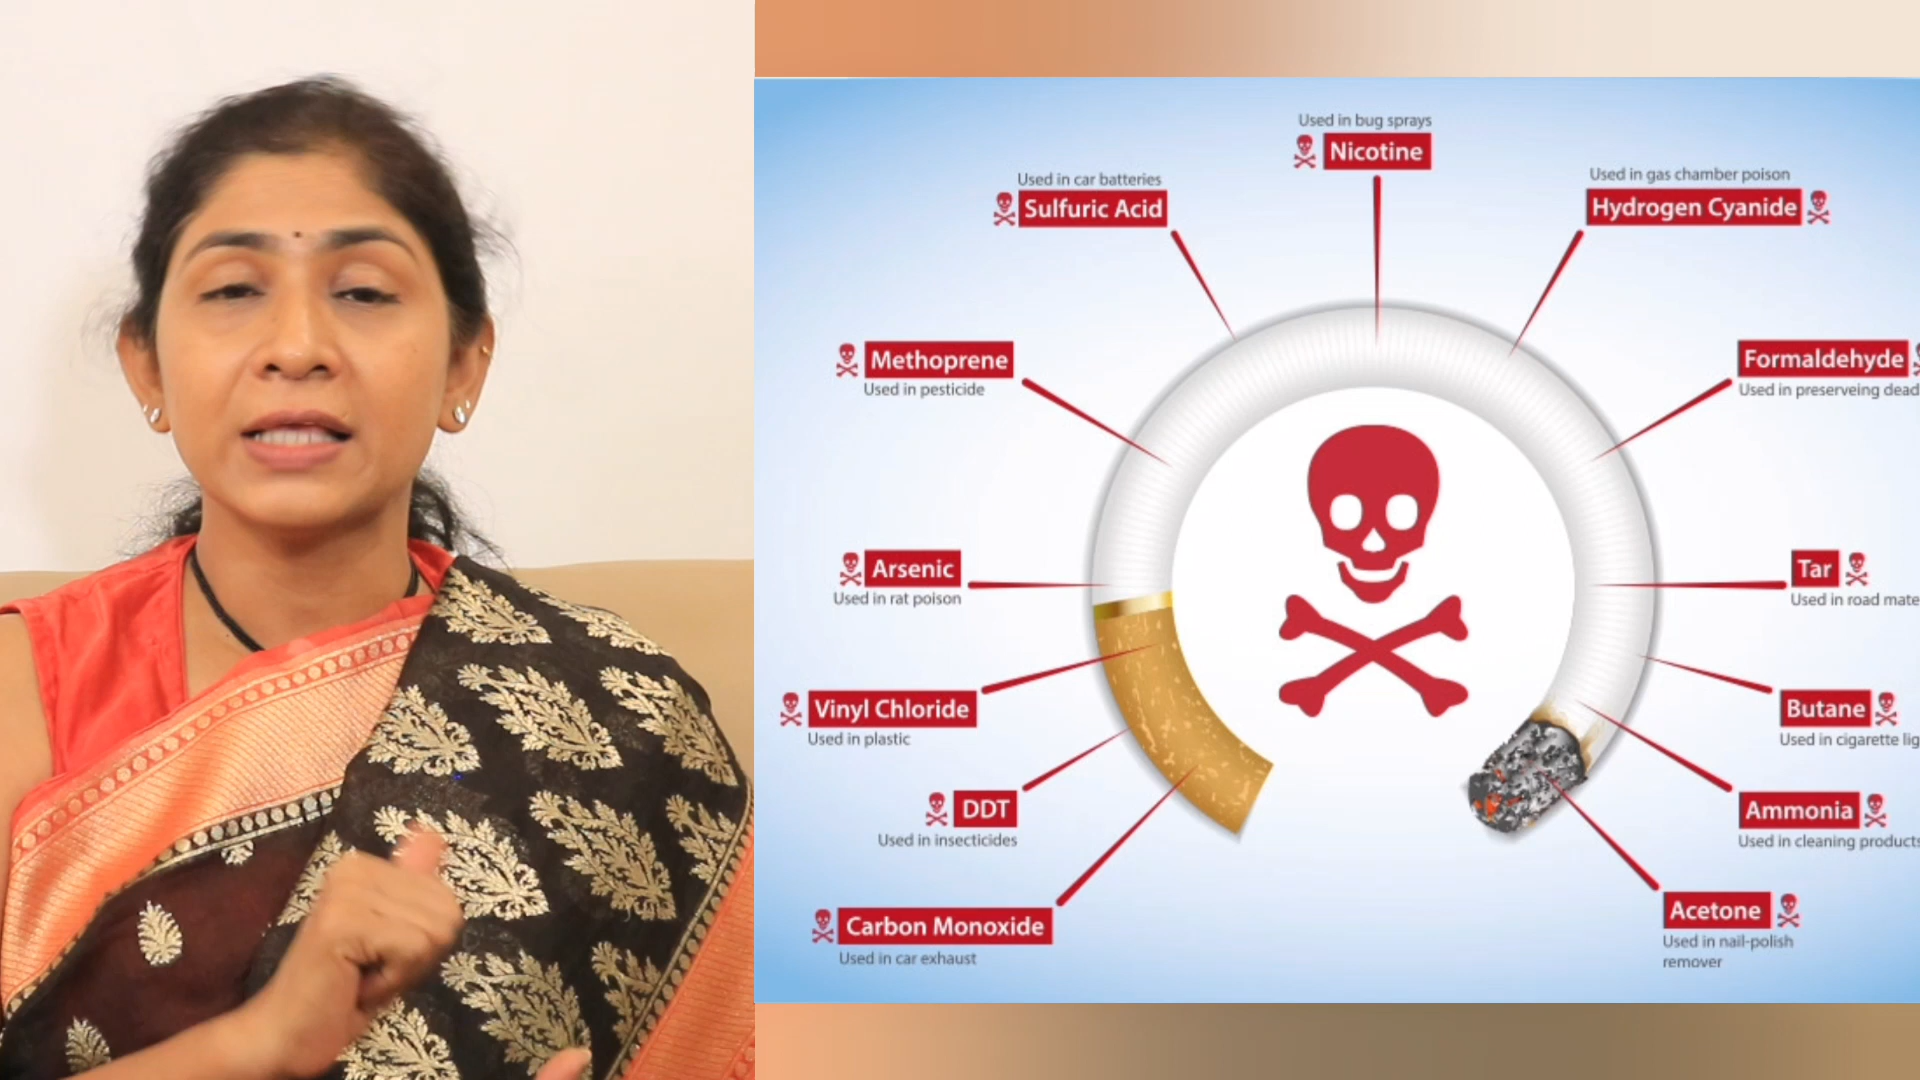 Used in bug sprays
Nicotine
Used in car batteries
Sulfuric Acid
Used in gas chamber poison
Hydrogen Cyanide
Methoprene
Used in pesticide
Formaldehyde
Used in preserveing dead
Arsenic
Used in rat poison
Tar
Used in road
Vinyl Chloride
Used in plastic
Butane
Used in cigarette
DDT
Used in insecticides
Ammonia
Used in cleaning products
Carbon Monoxide
Used in car exhaust
Acetone
Used in nail-polish
remover